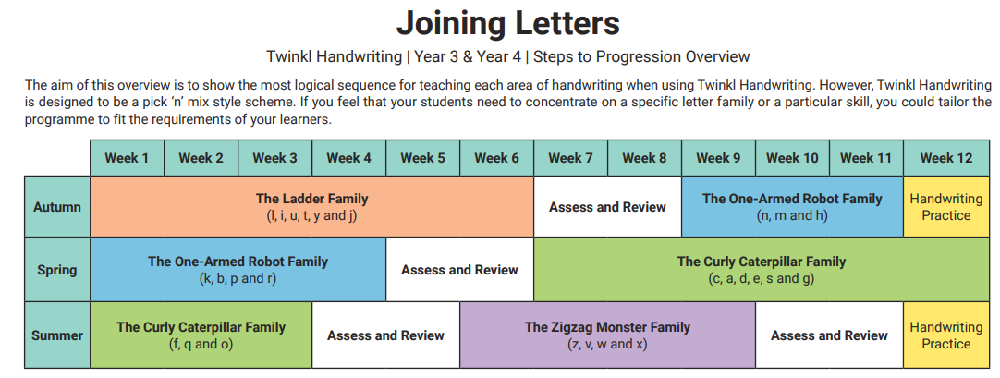 Joining Letters
Twinkl Handwriting | Year 3 & Year 4 | Steps to Progression Overview
The aim of this overview is to show the most logical sequence for teaching each area of handwriting when using Twinkl Handwriting. However, Twinkl Handwriting
is designed to be a pick ‘n’ mix style scheme. If you feel that your students need to concentrate on a specific letter family or a particular skill, you could tailor the
programme to fit the requirements of your learners.
Week 1 Week 2 Week 3 Week 4 Week 5 Week 6 Week 7 Week 8 Week 9 Week 10 Week 11 Week 12
Autumn
The Ladder Family
(l, i, u, t, y and j)
Assess and Review
The One-Armed Robot Family
(n, m and h)
Handwriting
Practice
Spring
The One-Armed Robot Family
(k, b, p and r)
Assess and Review
The Curly Caterpillar Family
(c, a, d, e, s and g)
Summer
The Curly Caterpillar Family
(f, q and o)
Assess and Review
The Zigzag Monster Family
(z, v, w and x)
Assess and Review
Handwriting
Practice